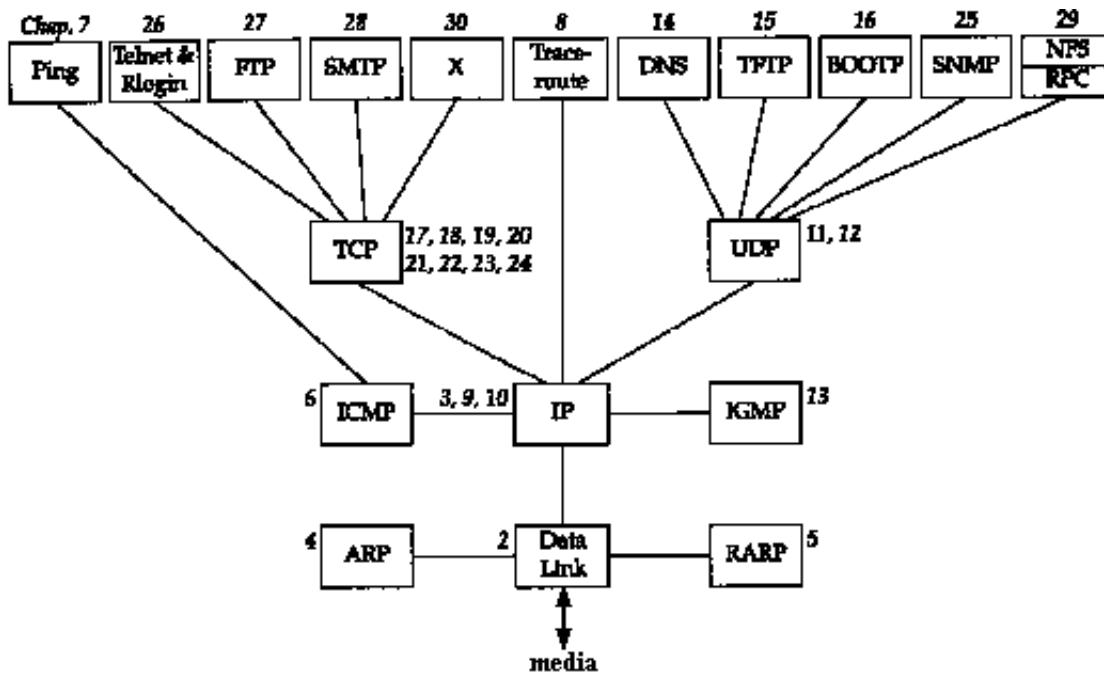 Chap. 7 26 27 28 30 8 14 15 16 25 29
Ping
Telnet &
Rlogin
FTP
SMTP
X
Trace-
route
DNS
TFTP
BOOTP
SNMP
NFS
RPC
TCP
17, 18, 19, 20
21, 22, 23, 24
UDP
11, 12
6
ICMP
3, 9, 10
IP
IGMP
13
4
ARP
2
Data
Link
RARP
5
media